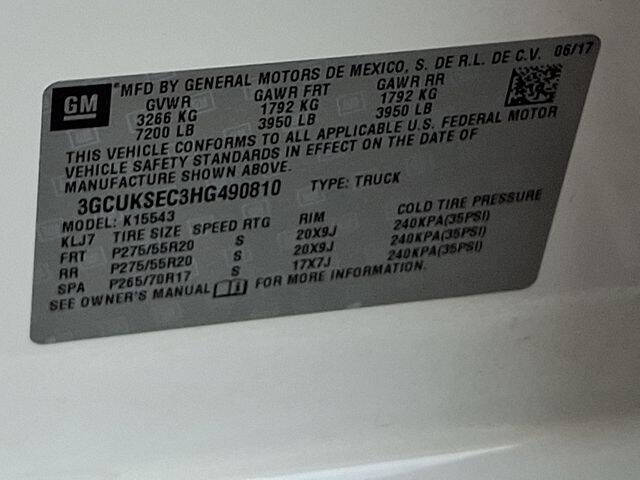 GM
*MFD BY GENERAL MOTORS DE MEXICO, S. DE R.L. DE C.V. 06/17
GVWR GAWR FRT GAWR RR
3266 KG 1792 KG 1792 KG
7200 LB 3950 LB 3950 LB
THIS VEHICLE CONFORMS TO ALL APPLICABLE U.S. FEDERAL MOTOR
VEHICLE SAFETY STANDARDS IN EFFECT ON THE DATE OF
MANUFACTURE SHOWN ABOVE.
3GCUKSEC3HG490810 TYPE: TRUCK
MODEL: K15543
KLJ7 TIRE SIZE SPEED RTG RIM COLD TIRE PRESSURE
FRT P275/55R20 S 20X9J 240KPA(35PSI)
RR P275/55R20 S 20X9J 240KPA(35PSI)
SPA P265/70R17 S 17X7J 240KPA(35PSI)
SEE OWNER'S MANUAL FOR MORE INFORMATION.